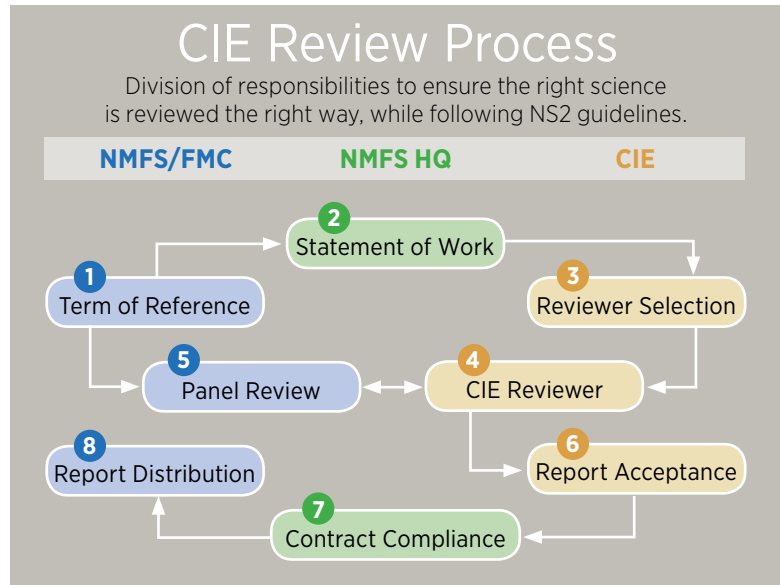 CIE Review Process
Division of responsibilities to ensure the right science
is reviewed the right way, while following NS2 guidelines.
NMFS/FMC NMFS HQ CIE
1
Term of Reference
2
Statement of Work
3
Reviewer Selection
4
CIE Reviewer
5
Panel Review
6
Report Acceptance
7
Contract Compliance
8
Report Distribution